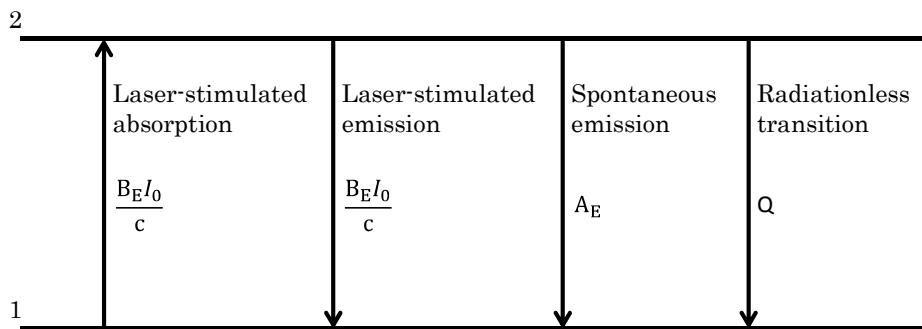 2
Laser-stimulated absorption
B_E I_0 / c
Laser-stimulated emission
B_E I_0 / c
Spontaneous emission
A_E
Radiationless transition
Q
1